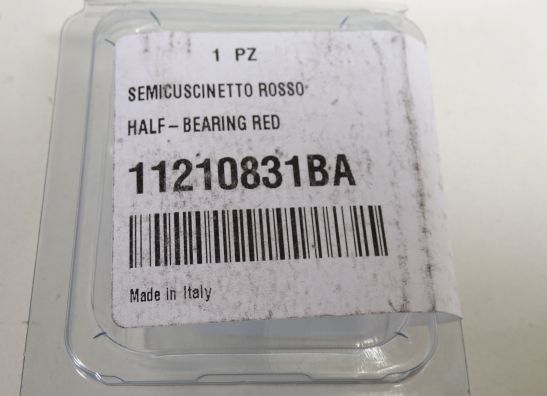 1 PZ
SEMICUSCINETTO ROSSO
HALF-BEARING RED
11210831BA
Made in Italy